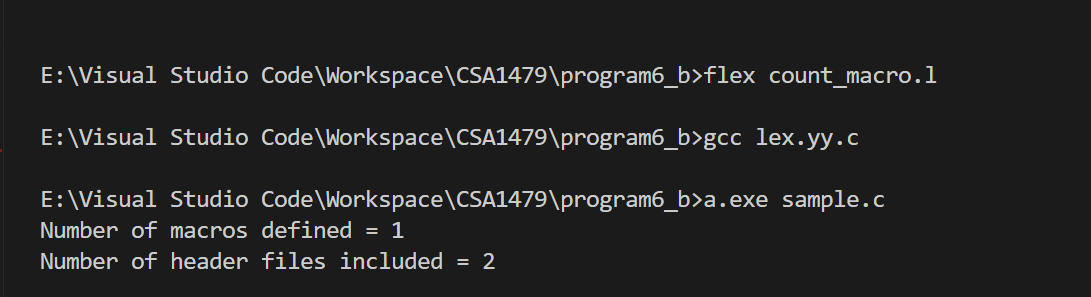 E:\Visual Studio Code\Workspace\CSA1479\program6_b>flex count_macro.l
E:\Visual Studio Code\Workspace\CSA1479\program6_b>gcc lex.yy.c
E:\Visual Studio Code\Workspace\CSA1479\program6_b>a.exe sample.c
Number of macros defined = 1
Number of header files included = 2